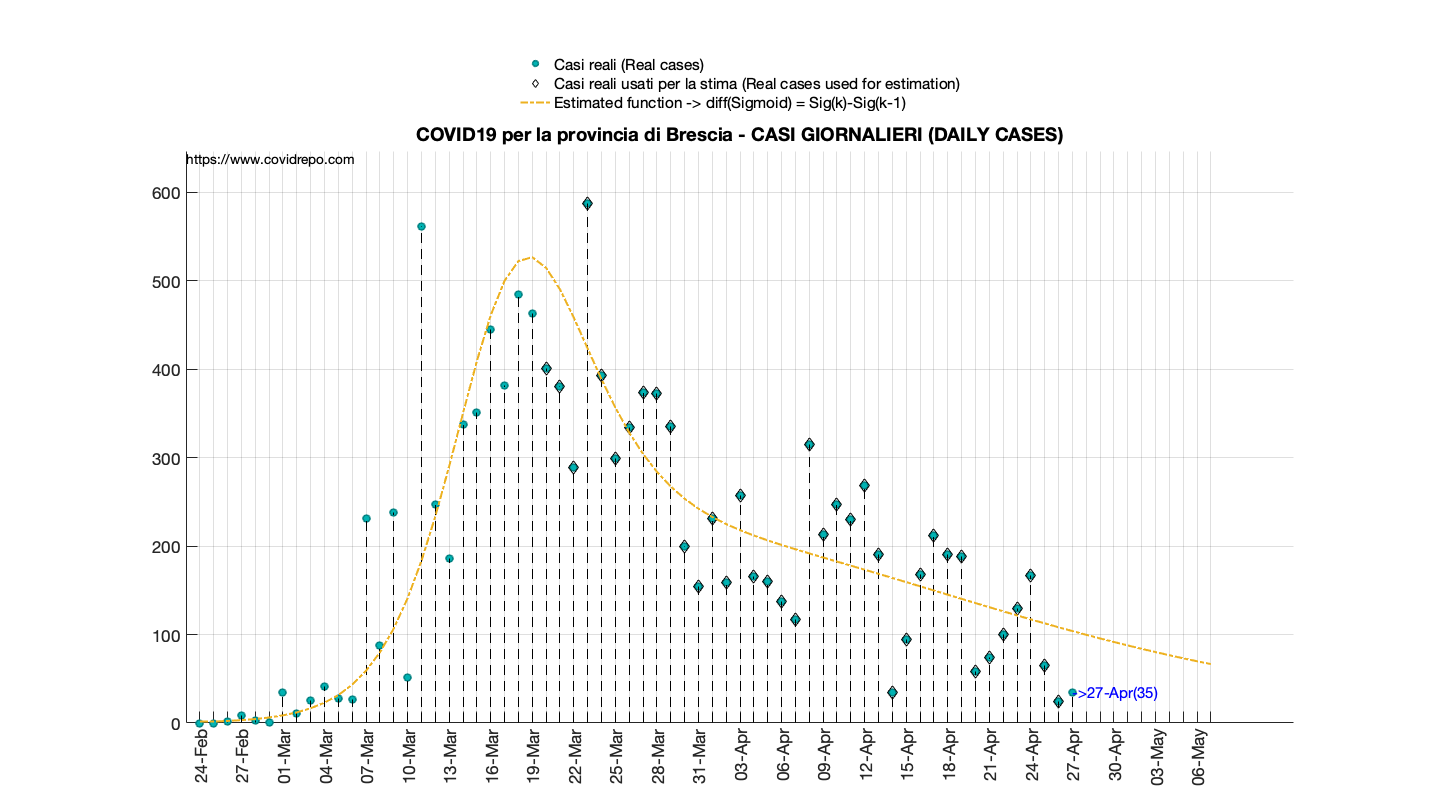 Casi reali (Real cases)
Casi reali usati per la stima (Real cases used for estimation)
Estimated function -> diff(Sigmoid) = Sig(k)-Sig(k-1)
COVID19 per la provincia di Brescia - CASI GIORNALIERI (DAILY CASES)
https://www.covidrepo.com
600
500
400
300
200
100
0
->27-Apr(35)
24-Feb
27-Feb
01-Mar
04-Mar
07-Mar
10-Mar
13-Mar
16-Mar
19-Mar
22-Mar
25-Mar
28-Mar
31-Mar
03-Apr
06-Apr
09-Apr
12-Apr
15-Apr
18-Apr
21-Apr
24-Apr
27-Apr
30-Apr
03-May
06-May